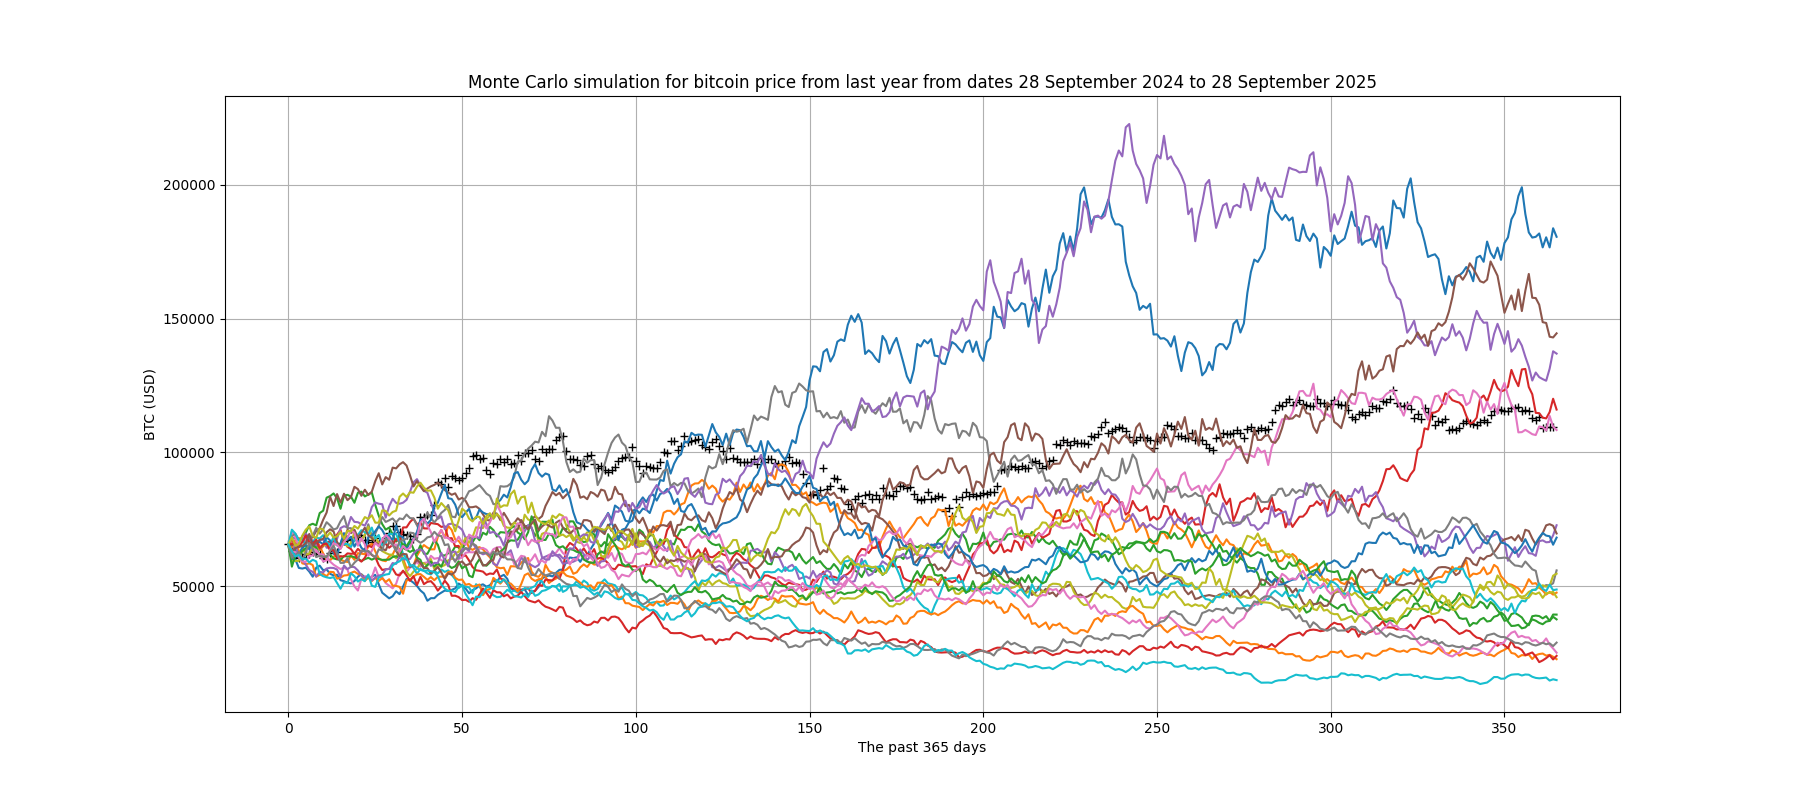 Monte Carlo simulation for bitcoin price from last year from dates 28 September 2024 to 28 September 2025
200000
150000
100000
50000
BTC (USD)
0 50 100 150 200 250 300 350
The past 365 days